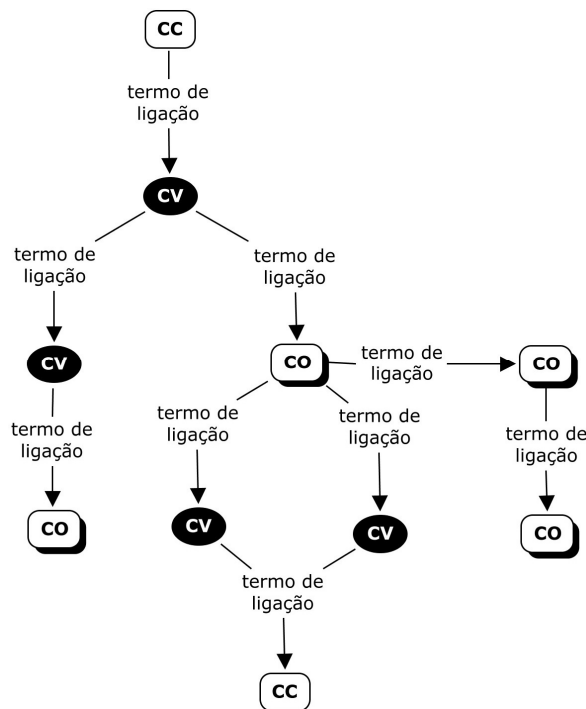 CC
termo de
ligação
CV
termo de
ligação
termo de
ligação
CV
CO
termo de
ligação
CO
termo de
ligação
termo de
ligação
termo de
ligação
termo de
ligação
CO
CV
CV
CO
termo de
ligação
CC